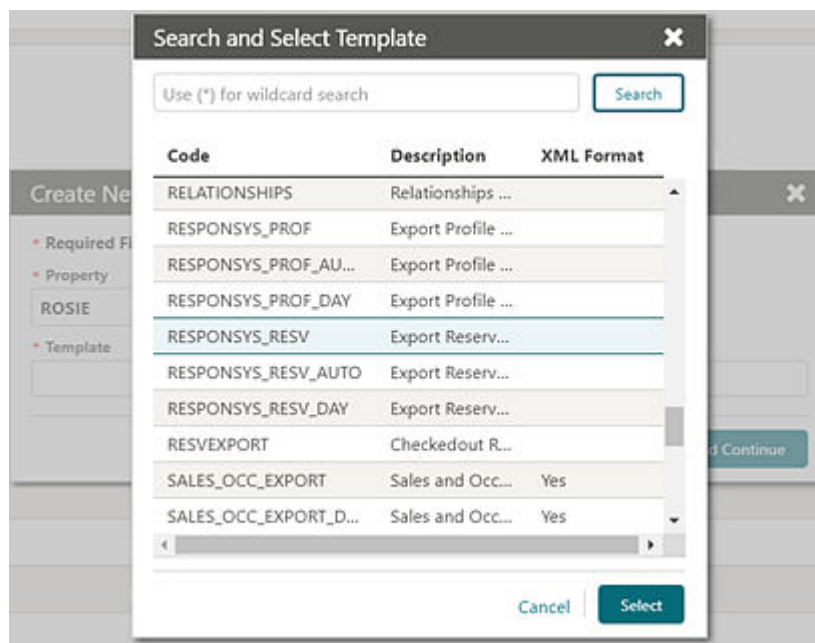 Search and Select Template
Use (*) for wildcard search
Search
Code Description XML Format
RELATIONSHIPS Relationships ...
RESPONSYS_PROF Export Profile ...
RESPONSYS_PROF_AU... Export Profile ...
RESPONSYS_PROF_DAY Export Profile ...
RESPONSYS_RESV Export Reserv...
RESPONSYS_RESV_AUTO Export Reserv...
RESPONSYS_RESV_DAY Export Reserv...
RESVEXPORT Checkedout R...
SALES_OCC_EXPORT Sales and Occ... Yes
SALES_OCC_EXPORT_D... Sales and Occ... Yes
Cancel Select
Create Ne
* Required Fi
* Property
ROSIE
* Template
d Continue